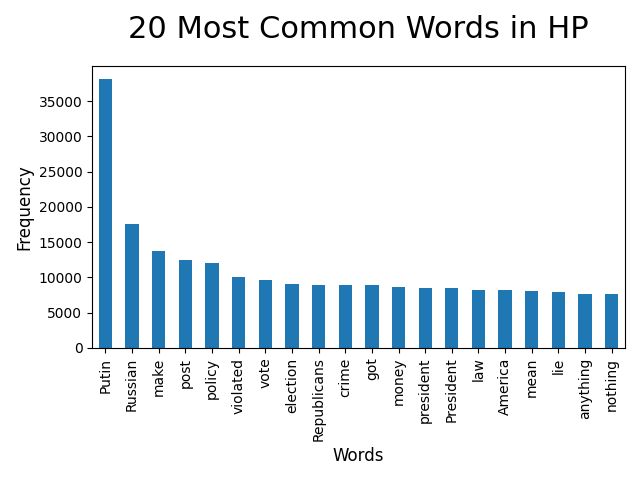 20 Most Common Words in HP
Frequency
35000
30000
25000
20000
15000
10000
5000
0
Putin
Russian
make
post
policy
violated
vote
election
Republicans
crime
got
money
president
President
law
America
mean
lie
anything
nothing
Words